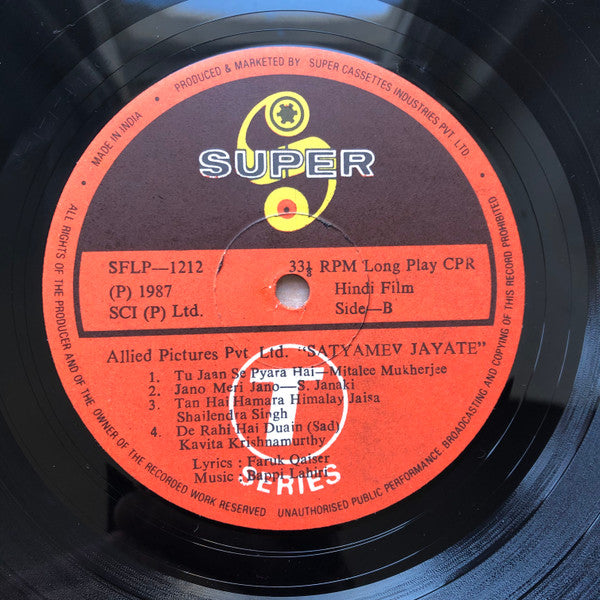 • PRODUCED & MARKETED BY SUPER CASSETTES INDUSTRIES PVT. LTD •
MADE IN INDIA •
SUPER
SFLP—1212 33⅓ RPM Long Play CPR
(P) 1987 Hindi Film
SCI (P) Ltd. Side—B
Allied Pictures Pvt. Ltd. "SATYAMEV JAYATE"
1. Tu Jaan Se Pyara Hai—Mitalee Mukherjee
2. Jano Meri Jano—S. Janaki
3. Tan Hai Hamara Himalay Jaisa
Shailendra Singh
4. De Rahi Hai Duain (Sad)
Kavita Krishnamurthy
Lyrics : Faruk Qaiser
Music : Bappi Lahiri
T
SERIES
ALL RIGHTS OF THE PRODUCER AND OF THE OWNER OF THE RECORDED WORK RESERVED UNAUTHORISED PUBLIC PERFORMANCE, BROADCASTING AND COPYING OF THIS RECORD PROHIBITED